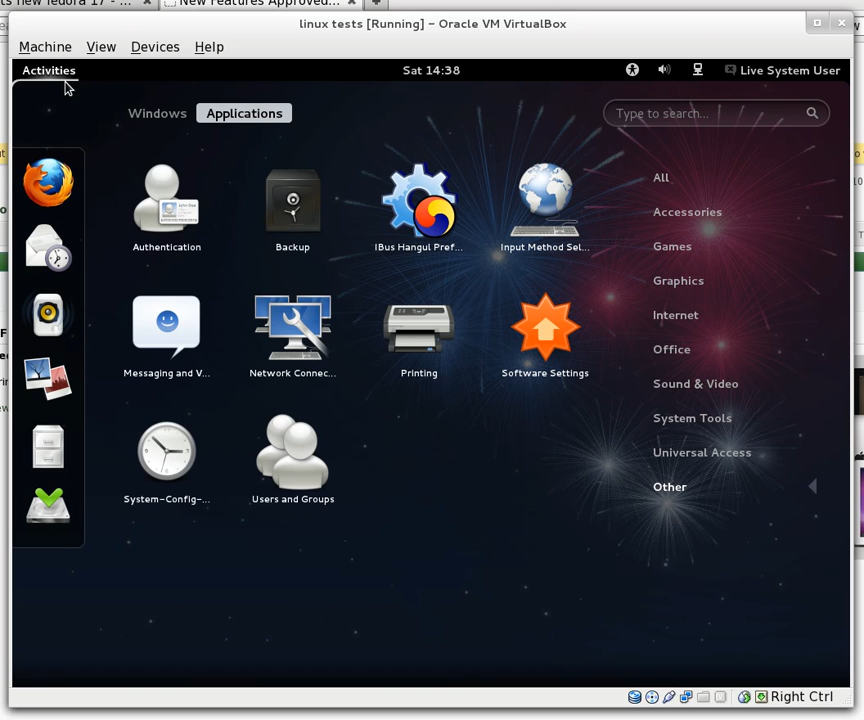 ts new fedora 17 - ...
New Features Approved...
linux tests [Running] - Oracle VM VirtualBox
Machine View Devices Help
Activities Sat 14:38 Live System User
Windows Applications Type to search...
Authentication Backup IBus Hangul Pref... Input Method Sel...
Messaging and V... Network Connec... Printing Software Settings
System-Config-... Users and Groups
All
Accessories
Games
Graphics
Internet
Office
Sound & Video
System Tools
Universal Access
Other
Right Ctrl